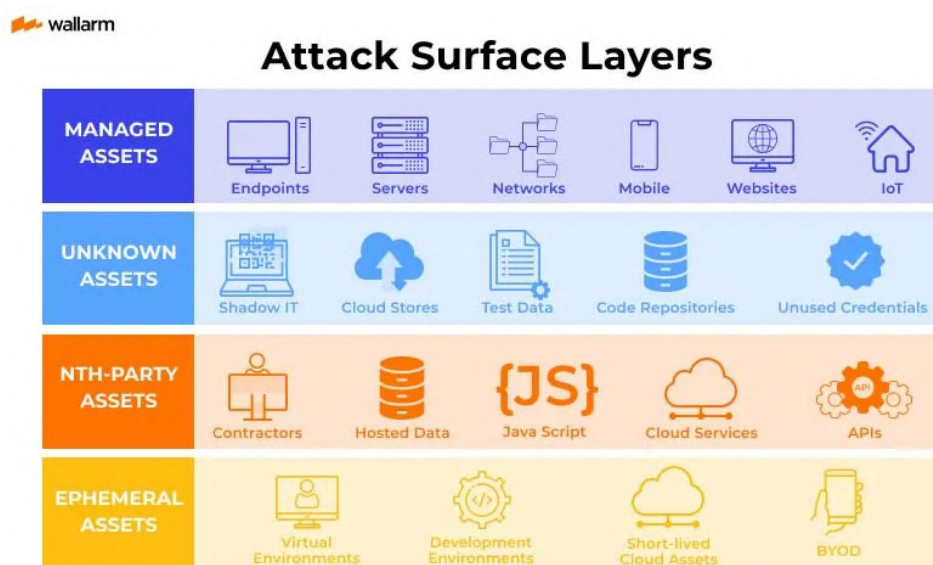 wallarm
Attack Surface Layers
MANAGED
ASSETS
Endpoints
Servers
Networks
Mobile
Websites
IoT
UNKNOWN
ASSETS
Shadow IT
Cloud Stores
Test Data
Code Repositories
Unused Credentials
NTH-PARTY
ASSETS
Contractors
Hosted Data
{JS}
Java Script
Cloud Services
API
APIs
EPHEMERAL
ASSETS
Virtual
Environments
</>
Development
Environments
Short-lived
Cloud Assets
BYOD